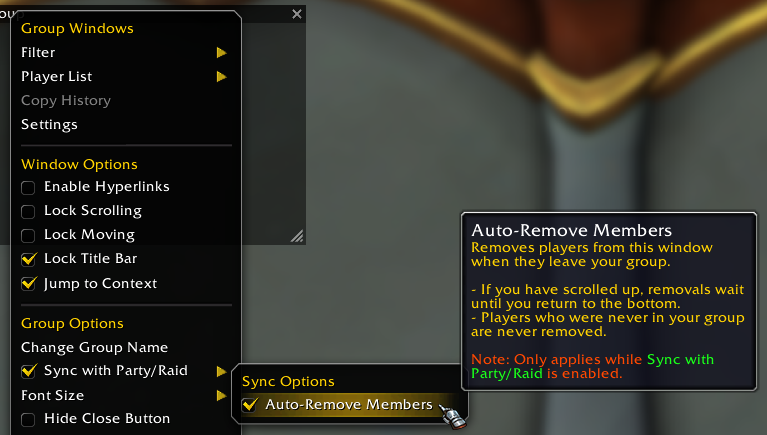 Group Windows
Filter
Player List
Copy History
Settings
Window Options
Enable Hyperlinks
Lock Scrolling
Lock Moving
Lock Title Bar
Jump to Context
Group Options
Change Group Name
Sync with Party/Raid
Font Size
Hide Close Button
Sync Options
Auto-Remove Members
Auto-Remove Members
Removes players from this window
when they leave your group.
- If you have scrolled up, removals wait
until you return to the bottom.
- Players who were never in your group
are never removed.
Note: Only applies while Sync with
Party/Raid is enabled.